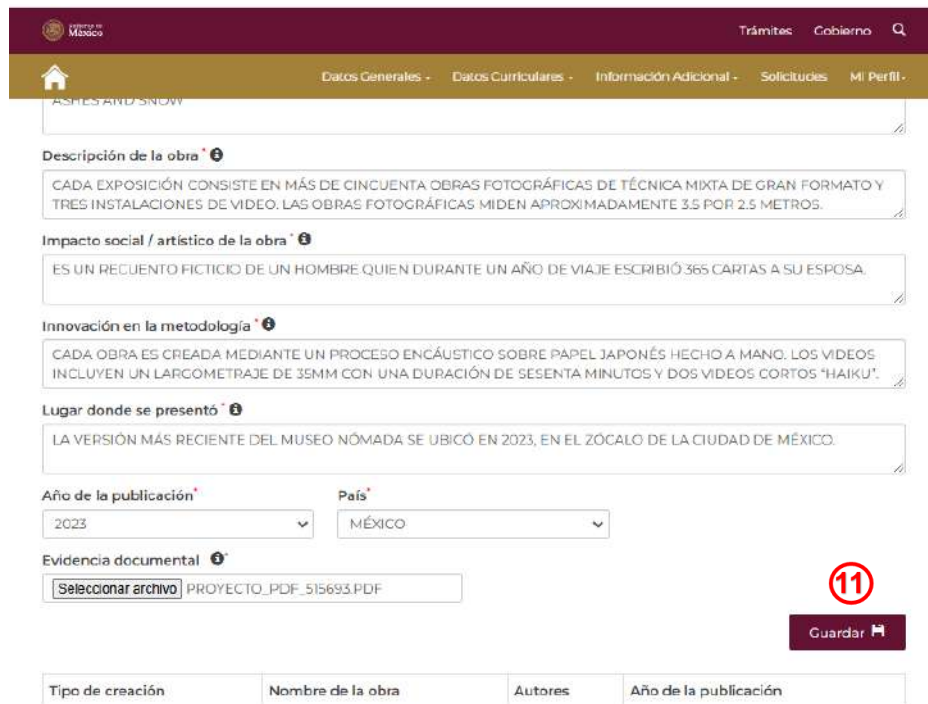 GOBIERNO DE
México
Trámites Gobierno
Datos Generales - Datos Curriculares - Información Adicional - Solicitudes Mi Perfil-
ASHES AND SNOW
Descripción de la obra *
CADA EXPOSICIÓN CONSISTE EN MÁS DE CINCUENTA OBRAS FOTOGRÁFICAS DE TÉCNICA MIXTA DE GRAN FORMATO Y
TRES INSTALACIONES DE VIDEO. LAS OBRAS FOTOGRÁFICAS MIDEN APROXIMADAMENTE 3.5 POR 2.5 METROS.
Impacto social / artístico de la obra *
ES UN RECUENTO FICTICIO DE UN HOMBRE QUIEN DURANTE UN AÑO DE VIAJE ESCRIBIÓ 365 CARTAS A SU ESPOSA.
Innovación en la metodología *
CADA OBRA ES CREADA MEDIANTE UN PROCESO ENCÁUSTICO SOBRE PAPEL JAPONÉS HECHO A MANO. LOS VIDEOS
INCLUYEN UN LARGOMETRAJE DE 35MM CON UNA DURACIÓN DE SESENTA MINUTOS Y DOS VIDEOS CORTOS "HAIKU".
Lugar donde se presentó *
LA VERSIÓN MÁS RECIENTE DEL MUSEO NÓMADA SE UBICÓ EN 2023, EN EL ZÓCALO DE LA CIUDAD DE MÉXICO.
Año de la publicación* País*
2023 MÉXICO
Evidencia documental *
Seleccionar archivo PROYECTO_PDF_515693.PDF
11
Guardar
Tipo de creación Nombre de la obra Autores Año de la publicación